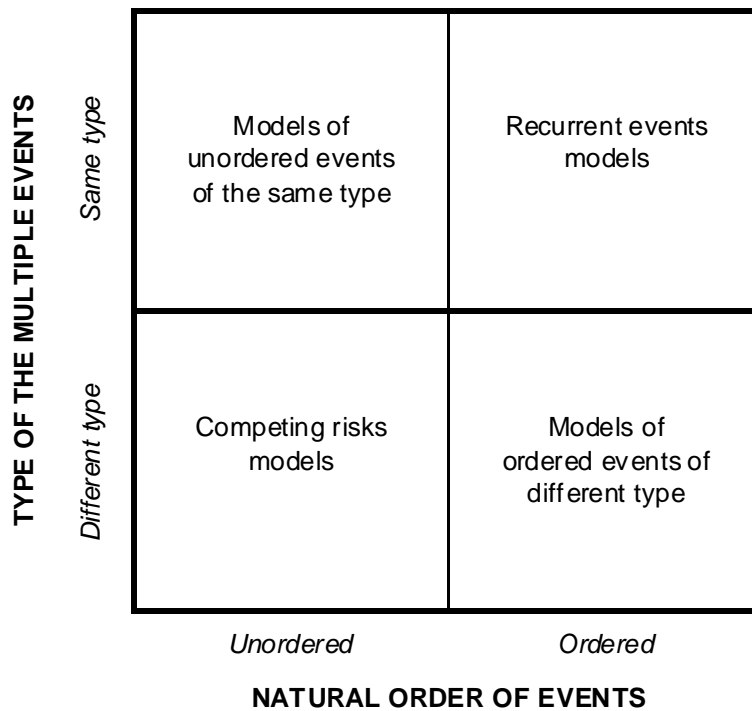 TYPE OF THE MULTIPLE EVENTS
Same type
Models of
unordered events
of the same type
Recurrent events
models
Different type
Competing risks
models
Models of
ordered events of
different type
Unordered
Ordered
NATURAL ORDER OF EVENTS